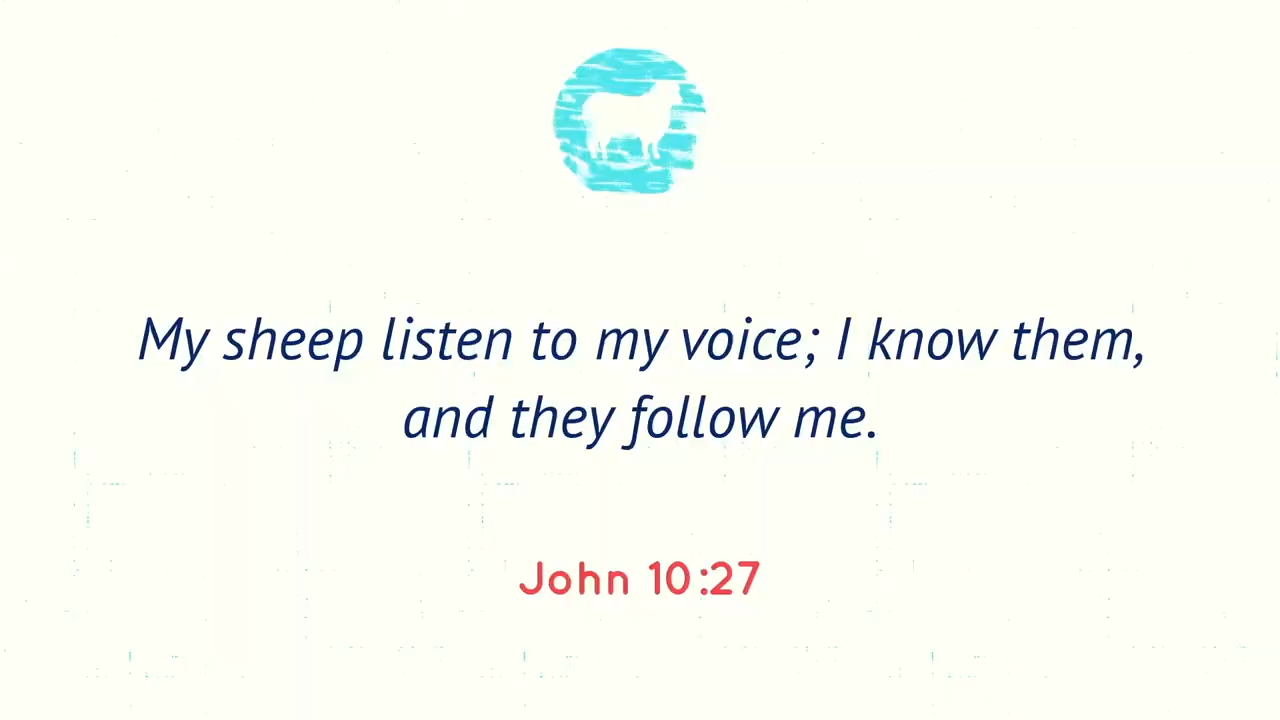 My sheep listen to my voice; I know them,
and they follow me.
John 10:27